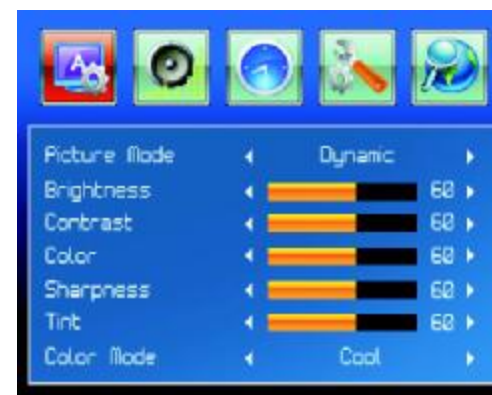 A
Picture Mode Dynamic
Brightness 60
Contrast 60
Color 60
Sharpness 60
Tint 60
Color Mode Cool